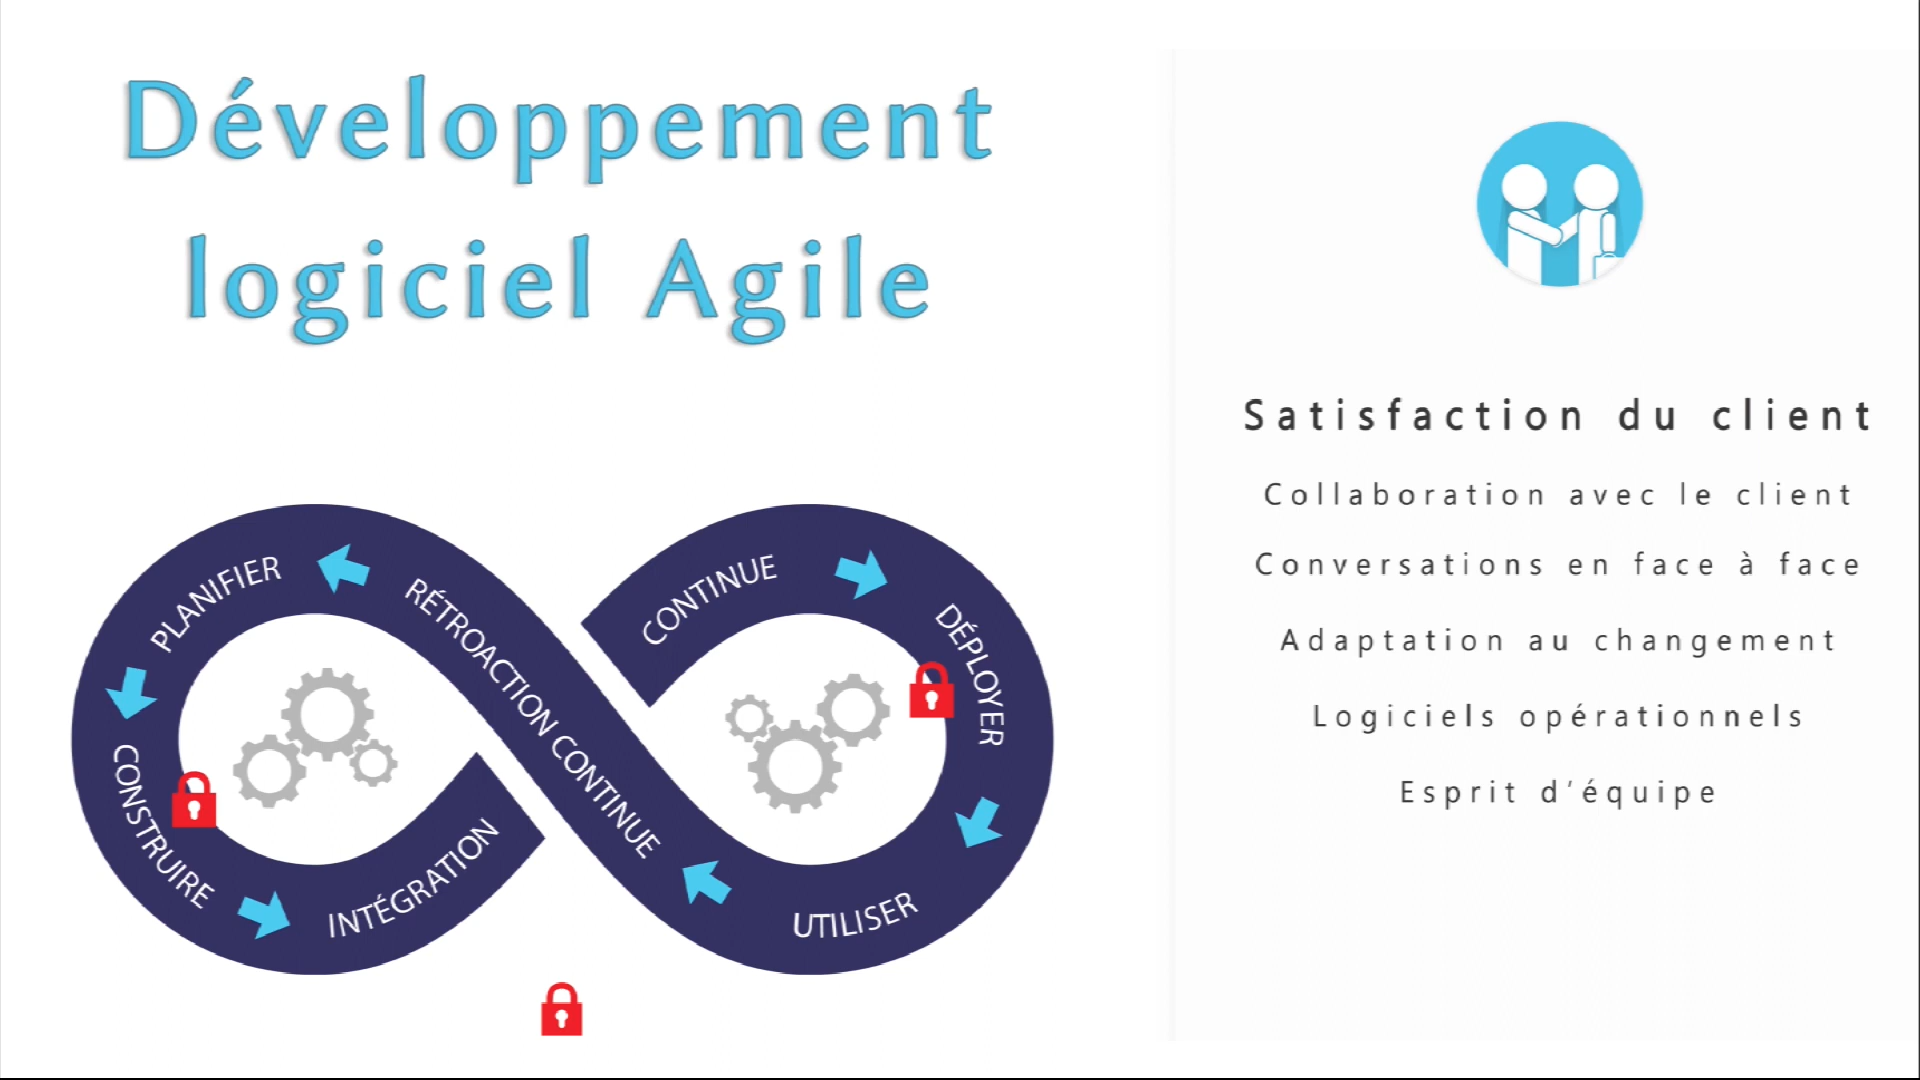 Développement
logiciel Agile
PLANIFIER
RÉTROACTION CONTINUE
CONTINUE
DÉPLOYER
CONSTRUIRE
INTÉGRATION
UTILISER
Satisfaction du client
Collaboration avec le client
Conversations en face à face
Adaptation au changement
Logiciels opérationnels
Esprit d'équipe